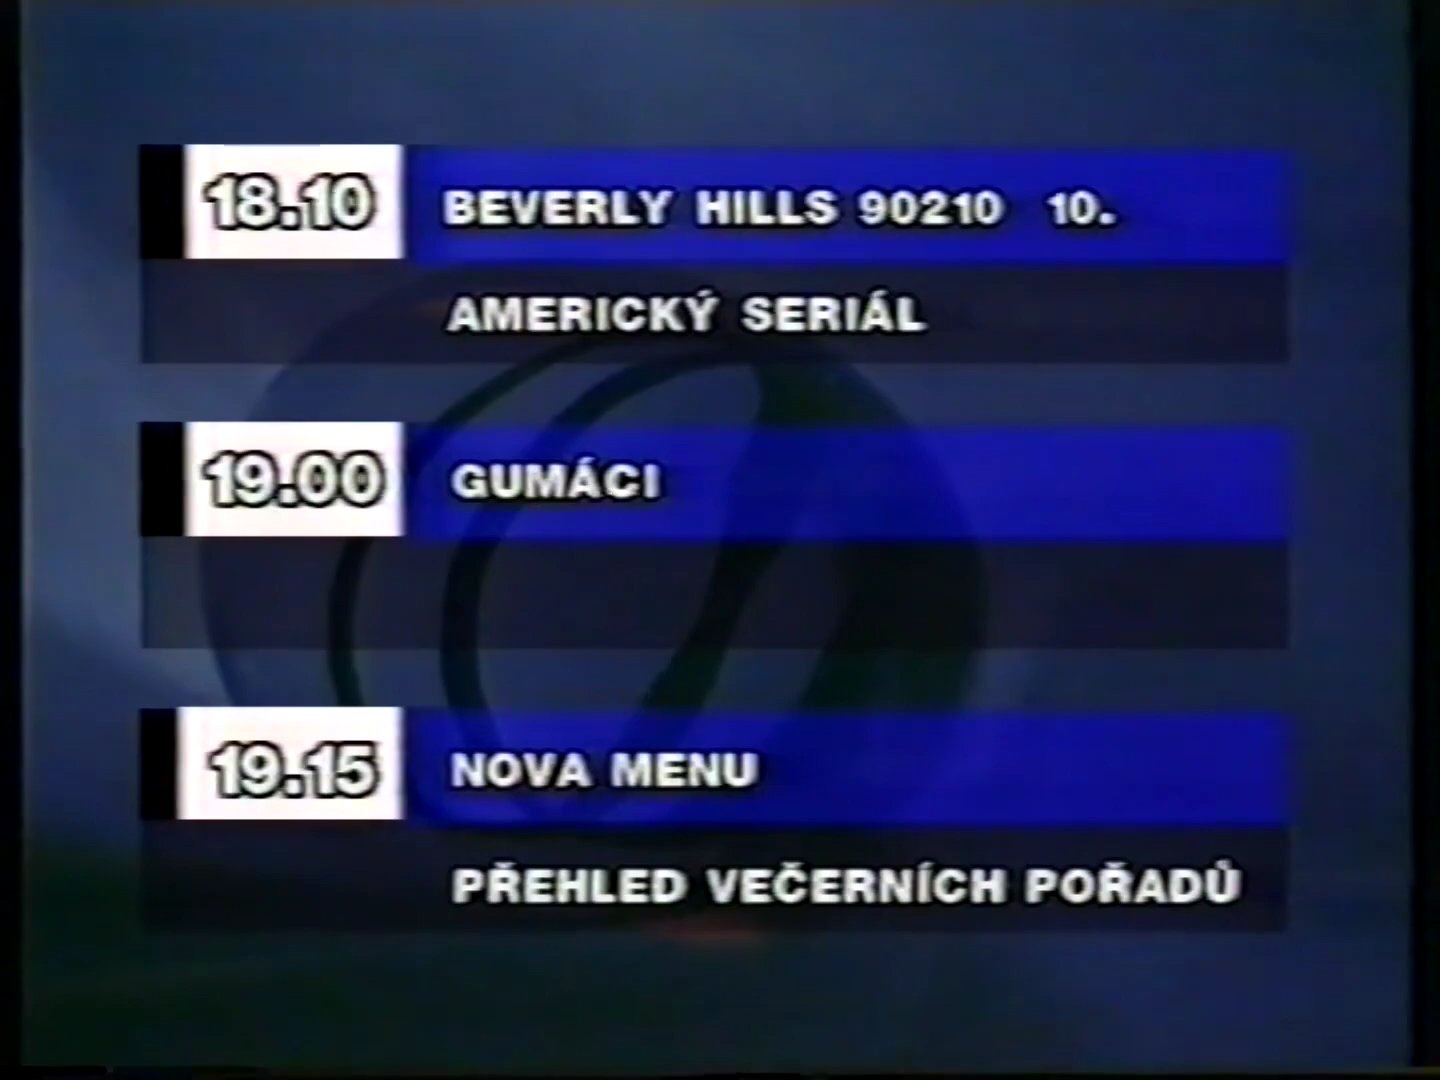 18.10 BEVERLY HILLS 90210 10.
AMERICKÝ SERIÁL
19.00 GUMÁCI
19.15 NOVA MENU
PŘEHLED VEČERNÍCH POŘADŮ